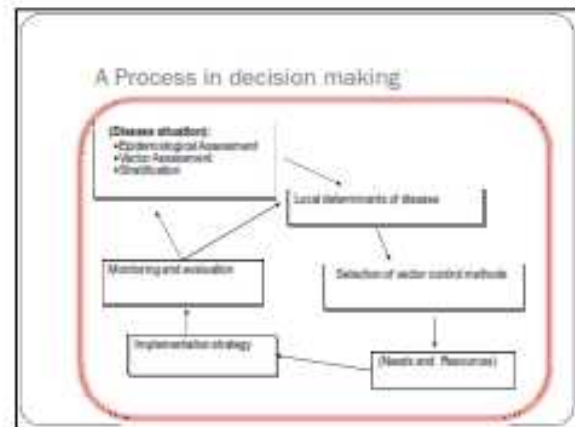 A Process in decision making
(Disease situation):
•Epidemiological Assessment
•Vector Assessment
•Stratification
Local determinants of disease
Monitoring and evaluation
Selection of vector control methods
Implementation strategy
(Needs and Resources)